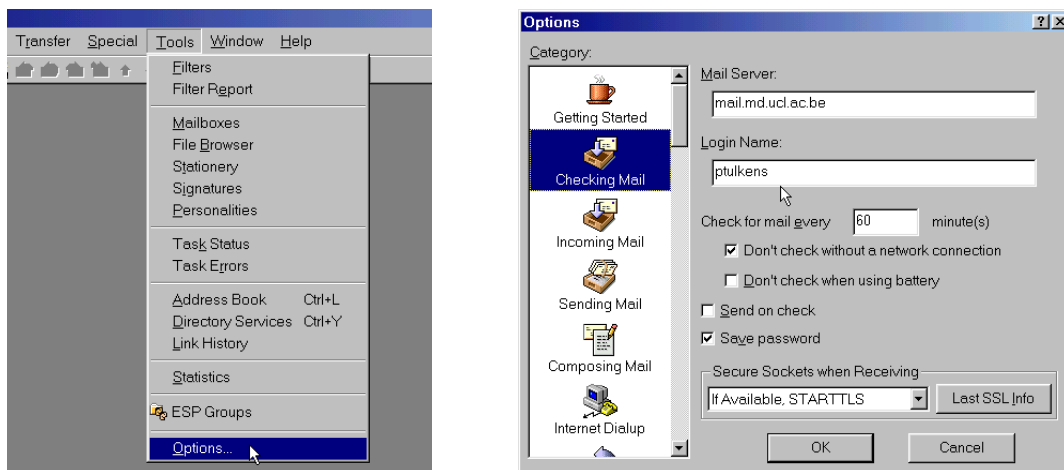 Transfer Special Tools Window Help
Filters
Filter Report
Mailboxes
File Browser
Stationery
Signatures
Personalities
Task Status
Task Errors
Address Book Ctrl+L
Directory Services Ctrl+Y
Link History
Statistics
ESP Groups
Options...
Options
Category:
Getting Started
Checking Mail
Incoming Mail
Sending Mail
Composing Mail
Internet Dialup
Mail Server:
mail.md.ucl.ac.be
Login Name:
ptulkens
Check for mail every 60 minute(s)
Don't check without a network connection
Don't check when using battery
Send on check
Save password
Secure Sockets when Receiving
If Available, STARTTLS
Last SSL Info
OK Cancel